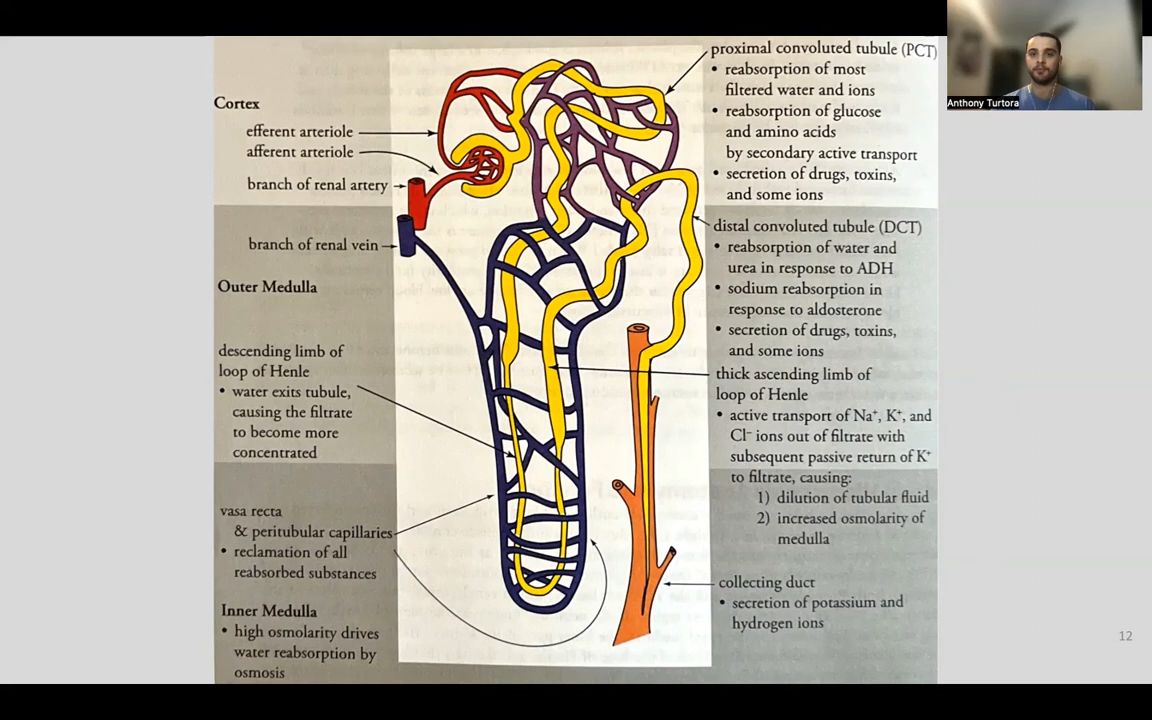 Anthony Turtora
Cortex
efferent arteriole
afferent arteriole
branch of renal artery
branch of renal vein
Outer Medulla
descending limb of
loop of Henle
• water exits tubule,
causing the filtrate
to become more
concentrated
vasa recta
& peritubular capillaries
• reclamation of all
reabsorbed substances
Inner Medulla
• high osmolarity drives
water reabsorption by
osmosis
proximal convoluted tubule (PCT)
• reabsorption of most
filtered water and ions
• reabsorption of glucose
and amino acids
by secondary active transport
• secretion of drugs, toxins,
and some ions
distal convoluted tubule (DCT)
• reabsorption of water and
urea in response to ADH
• sodium reabsorption in
response to aldosterone
• secretion of drugs, toxins,
and some ions
thick ascending limb of
loop of Henle
• active transport of Na⁺, K⁺, and
Cl⁻ ions out of filtrate with
subsequent passive return of K⁺
to filtrate, causing:
1) dilution of tubular fluid
2) increased osmolarity of
medulla
collecting duct
• secretion of potassium and
hydrogen ions
12